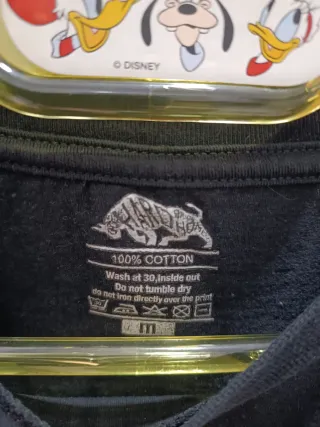 © DISNEY
100% COTTON
Wash at 30,inside out
Do not tumble dry
do not iron directly over the print